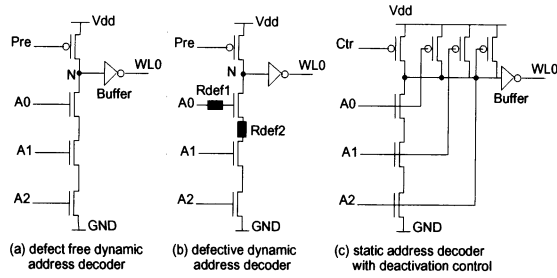 Vdd
Pre
N
WL0
Buffer
A0
A1
A2
GND
(a) defect free dynamic
address decoder
Vdd
Pre
N
WL0
Rdef1
A0
Rdef2
A1
A2
GND
(b) defective dynamic
address decoder
Vdd
Ctr
WL0
Buffer
A0
A1
A2
GND
(c) static address decoder
with deactivation control